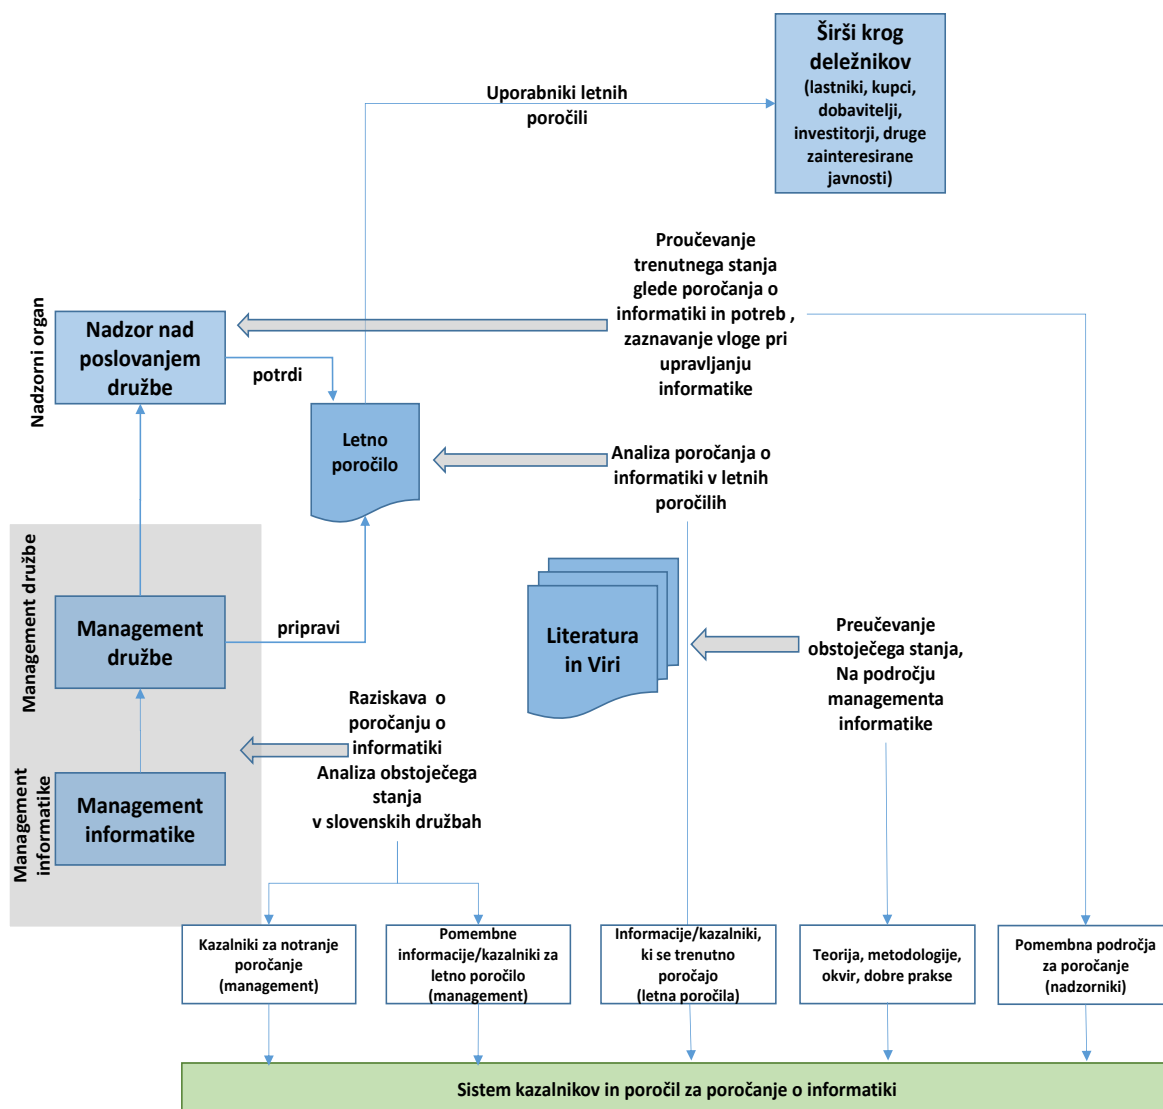 Širši krog
deležnikov
(lastniki, kupci,
dobavitelji,
investitorji, druge
zainteresirane
javnosti)
Uporabniki letnih
poročili
Proučevanje
trenutnega stanja
glede poročanja o
informatiki in potreb ,
zaznavanje vloge pri
upravljanju
informatike
Nadzorni organ
Nadzor nad
poslovanjem
družbe
potrdi
Letno
poročilo
Analiza poročanja o
informatiki v letnih
poročilih
Management družbe
Management
družbe
pripravi
Literatura
in Viri
Preučevanje
obstoječega stanja,
Na področju
managementa
informatike
Raziskava o
poročanju o
informatiki
Analiza obstoječega
stanja
v slovenskih družbah
Management
informatike
Management
informatike
Kazalniki za notranje
poročanje
(management)
Pomembne
informacije/kazalniki za
letno poročilo
(management)
Informacije/kazalniki,
ki se trenutno
poročajo
(letna poročila)
Teorija, metodologije,
okvir, dobre prakse
Pomembna področja
za poročanje
(nadzorniki)
Sistem kazalnikov in poročil za poročanje o informatiki